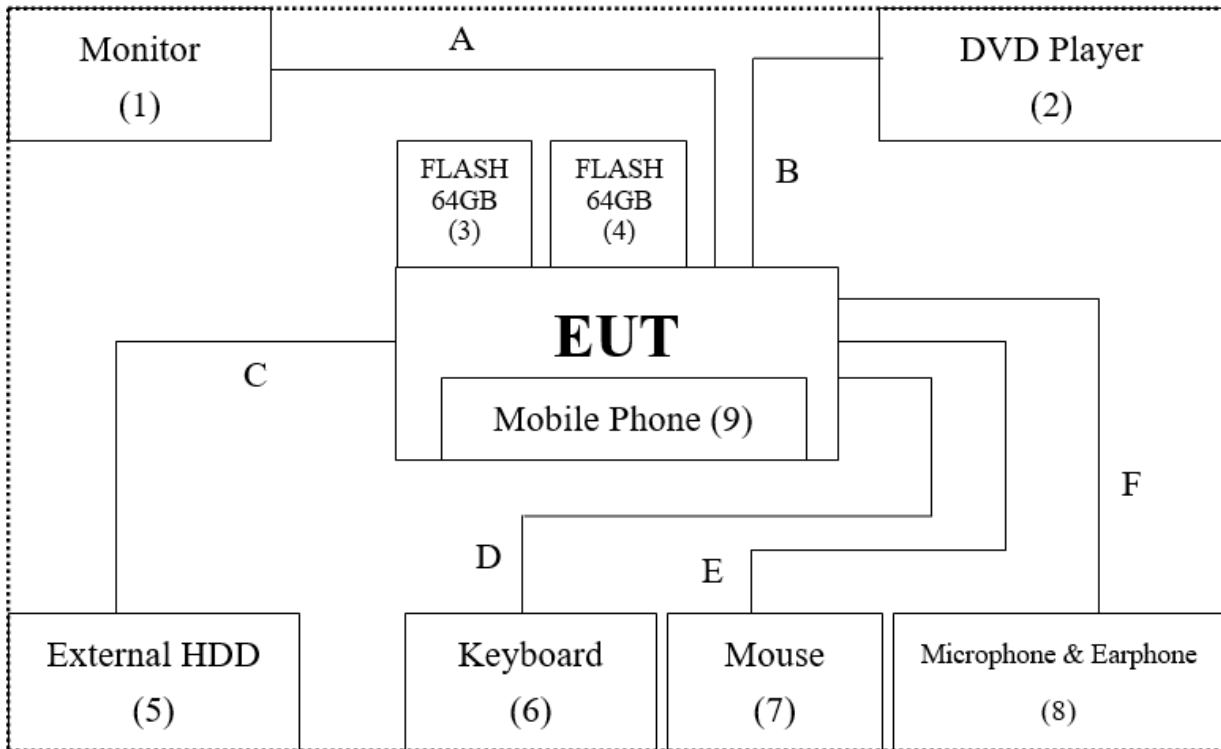 Monitor
(1)
A
DVD Player
(2)
FLASH
64GB
(3)
FLASH
64GB
(4)
B
EUT
Mobile Phone (9)
C
D
E
F
External HDD
(5)
Keyboard
(6)
Mouse
(7)
Microphone & Earphone
(8)